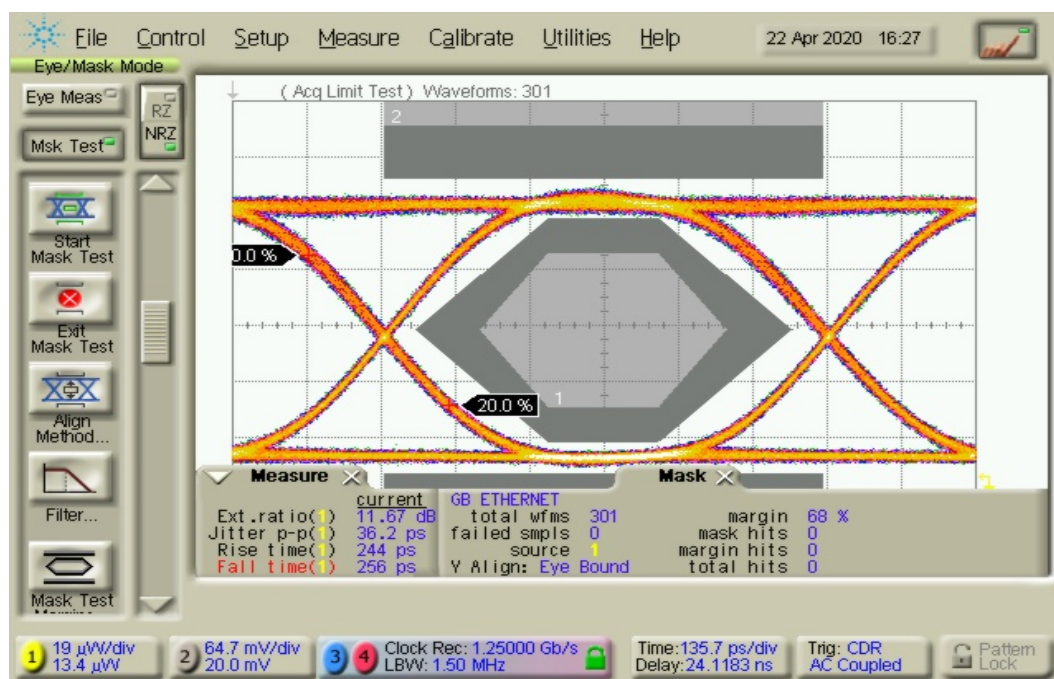 File Control Setup Measure Calibrate Utilities Help 22 Apr 2020 16:27
Eye/Mask Mode
Eye Meas
RZ
NRZ
Msk Test
( Acq Limit Test ) Waveforms: 301
2
Start
Mask Test
0.0 %
Exit
Mask Test
20.0 %
1
Align
Method...
Filter...
Mask Test
Measure
Mask
current
Ext.ratio(1) 11.67 dB
Jitter p-p(1) 36.2 ps
Rise time(1) 244 ps
Fall time(1) 256 ps
GB ETHERNET
total wfms 301
failed smpls 0
source 1
Y Align: Eye Bound
margin 68 %
mask hits 0
margin hits 0
total hits 0
1 19 µW/div
13.4 µW
2 64.7 mV/div
20.0 mV
3 4 Clock Rec: 1.25000 Gb/s
LBW: 1.50 MHz
Time:135.7 ps/div
Delay:24.1183 ns
Trig: CDR
AC Coupled
Pattern
Lock